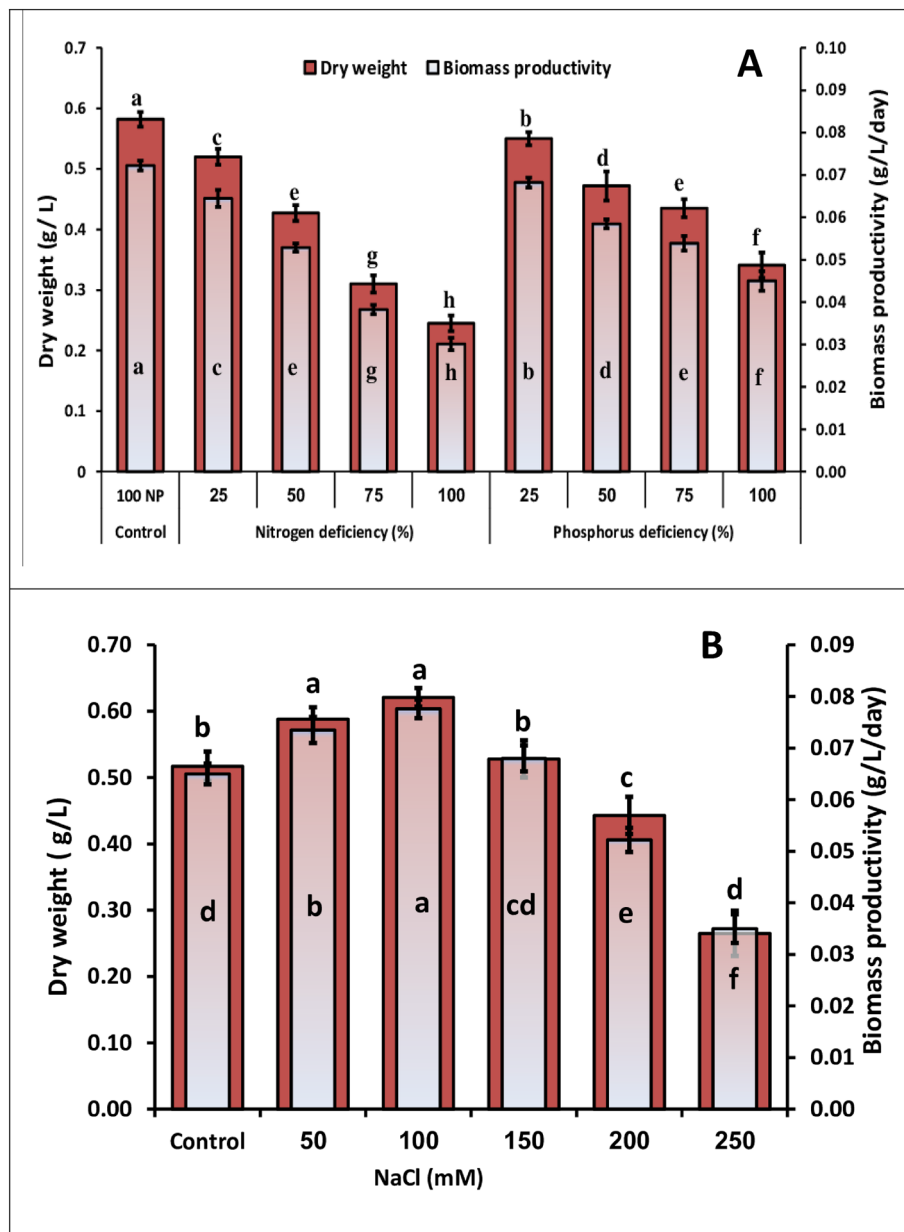 A
Dry weight
Biomass productivity
Dry weight (g/ L)
0.7
0.6
0.5
0.4
0.3
0.2
0.1
0
Biomass productivity (g/L/day)
0.10
0.09
0.08
0.07
0.06
0.05
0.04
0.03
0.02
0.01
0.00
a c e g h b d e f
a c e g h b d e f
100 NP 25 50 75 100 25 50 75 100
Control Nitrogen deficiency (%) Phosphorus deficiency (%)
B
Dry weight ( g/L)
0.70
0.60
0.50
0.40
0.30
0.20
0.10
0.00
Biomass productivity (g/L/day)
0.09
0.08
0.07
0.06
0.05
0.04
0.03
0.02
0.01
0.00
b a a b c d
d b a cd e f
Control 50 100 150 200 250
NaCl (mM)